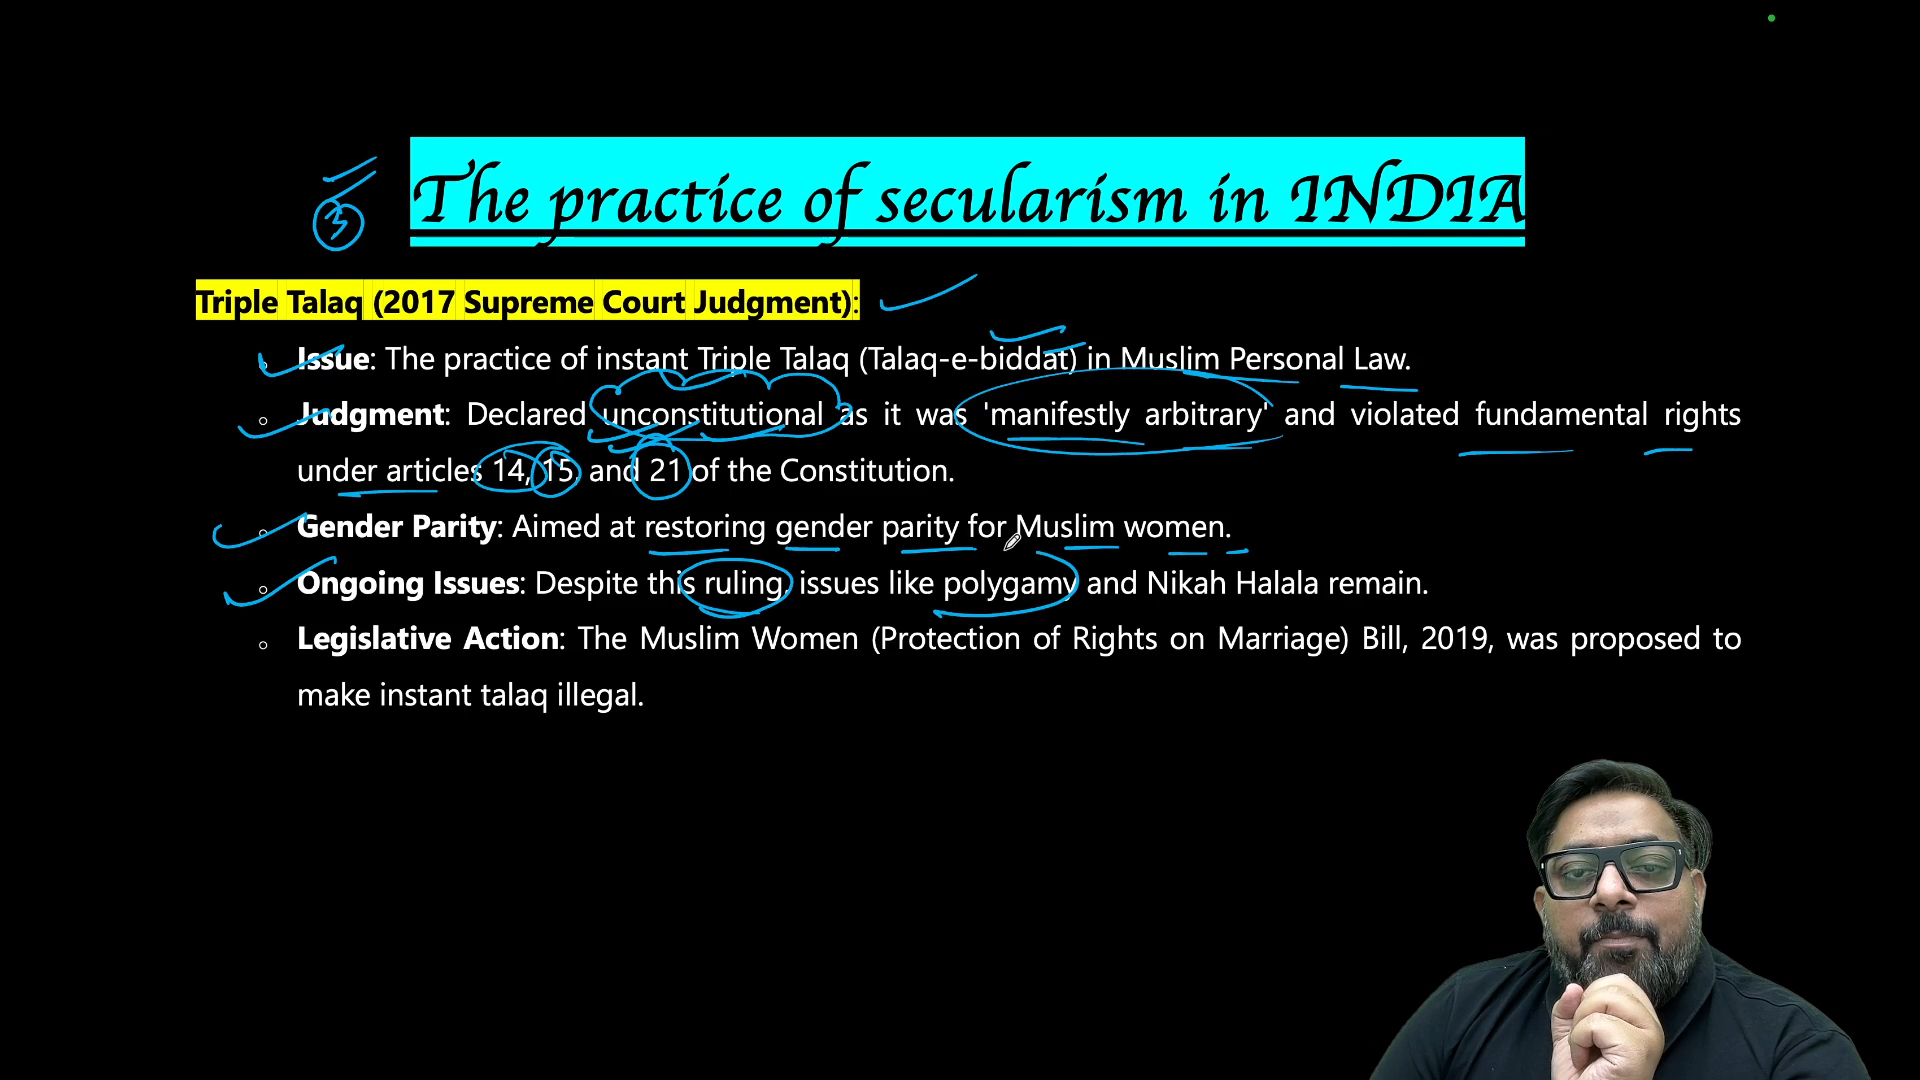 The practice of secularism in INDIA
3
Triple Talaq (2017 Supreme Court Judgment):
Issue: The practice of instant Triple Talaq (Talaq-e-biddat) in Muslim Personal Law.
Judgment: Declared unconstitutional as it was 'manifestly arbitrary' and violated fundamental rights
under articles 14, 15, and 21 of the Constitution.
Gender Parity: Aimed at restoring gender parity for Muslim women.
Ongoing Issues: Despite this ruling, issues like polygamy and Nikah Halala remain.
Legislative Action: The Muslim Women (Protection of Rights on Marriage) Bill, 2019, was proposed to
make instant talaq illegal.